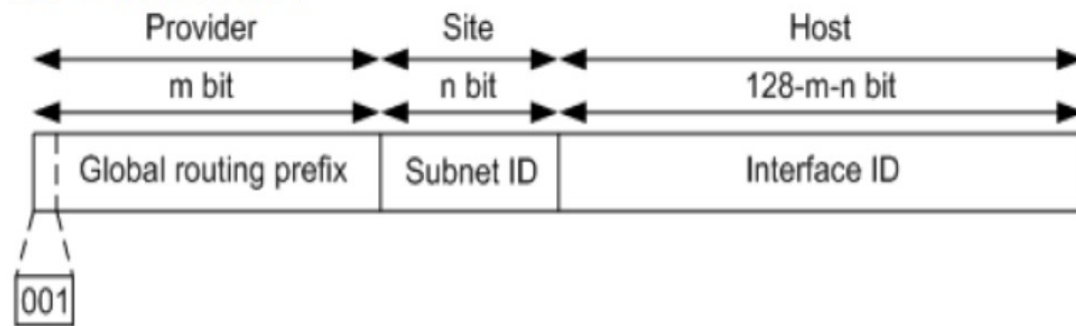 Provider Site Host
m bit n bit 128-m-n bit
Global routing prefix Subnet ID Interface ID
001